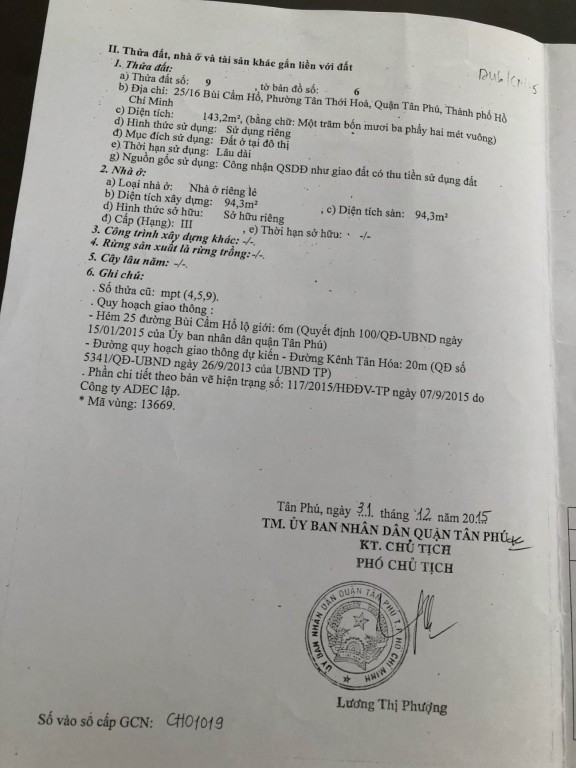 II. Thửa đất, nhà ở và tài sản khác gắn liền với đất
1. Thửa đất:
a) Thửa đất số: 9 , tờ bản đồ số: 6
b) Địa chỉ: 25/16 Bùi Cẩm Hổ, Phường Tân Thới Hoà, Quận Tân Phú, Thành phố Hồ
Chí Minh
c) Diện tích: 143,2m², (bằng chữ: Một trăm bốn mươi ba phẩy hai mét vuông)
d) Hình thức sử dụng: Sử dụng riêng
đ) Mục đích sử dụng: Đất ở tại đô thị
e) Thời hạn sử dụng: Lâu dài
g) Nguồn gốc sử dụng: Công nhận QSDĐ như giao đất có thu tiền sử dụng đất
2. Nhà ở:
a) Loại nhà ở: Nhà ở riêng lẻ
b) Diện tích xây dựng: 94,3m² , c) Diện tích sàn: 94,3m²
d) Hình thức sở hữu: Sở hữu riêng
đ) Cấp (Hạng): III , e) Thời hạn sở hữu: -/-
3. Công trình xây dựng khác: -/-.
4. Rừng sản xuất là rừng trồng:-/-.
5. Cây lâu năm: -/-.
6. Ghi chú:
. Số thửa cũ: mpt (4,5,9).
. Quy hoạch giao thông :
- Hẻm 25 đường Bùi Cẩm Hổ lộ giới: 6m (Quyết định 100/QĐ-UBND ngày
15/01/2015 của Ủy ban nhân dân quận Tân Phú)
- Đường quy hoạch giao thông dự kiến - Đường Kênh Tân Hóa: 20m (QĐ số
5341/QĐ-UBND ngày 26/9/2013 của UBND TP)
. Phần chi tiết theo bản vẽ hiện trạng số: 117/2015/HĐĐV-TP ngày 07/9/2015 do
Công ty ADEC lập.
* Mã vùng: 13669.
Tân Phú, ngày 31 tháng 12 năm 2015
TM. ỦY BAN NHÂN DÂN QUẬN TÂN PHÚ
KT. CHỦ TỊCH
PHÓ CHỦ TỊCH
ỦY BAN NHÂN DÂN QUẬN TÂN PHÚ T.P HỒ CHÍ MINH
Lương Thị Phượng
Số vào sổ cấp GCN: CH01019